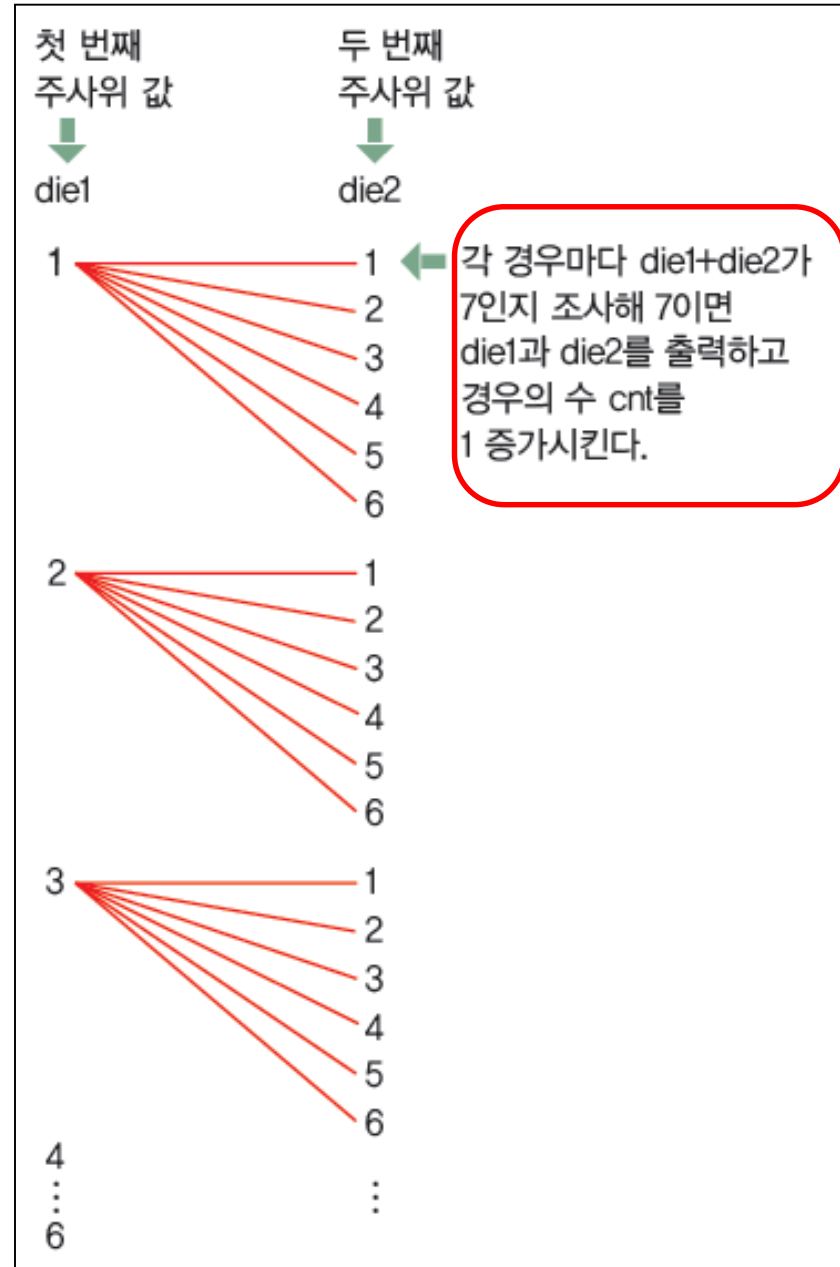 첫 번째
주사위 값
두 번째
주사위 값
die1
die2
1
1
각 경우마다 die1+die2가
7인지 조사해 7이면
die1과 die2를 출력하고
경우의 수 cnt를
1 증가시킨다.
2
3
4
5
6
2
1
2
3
4
5
6
3
1
2
3
4
5
6
4
⋮
⋮
6